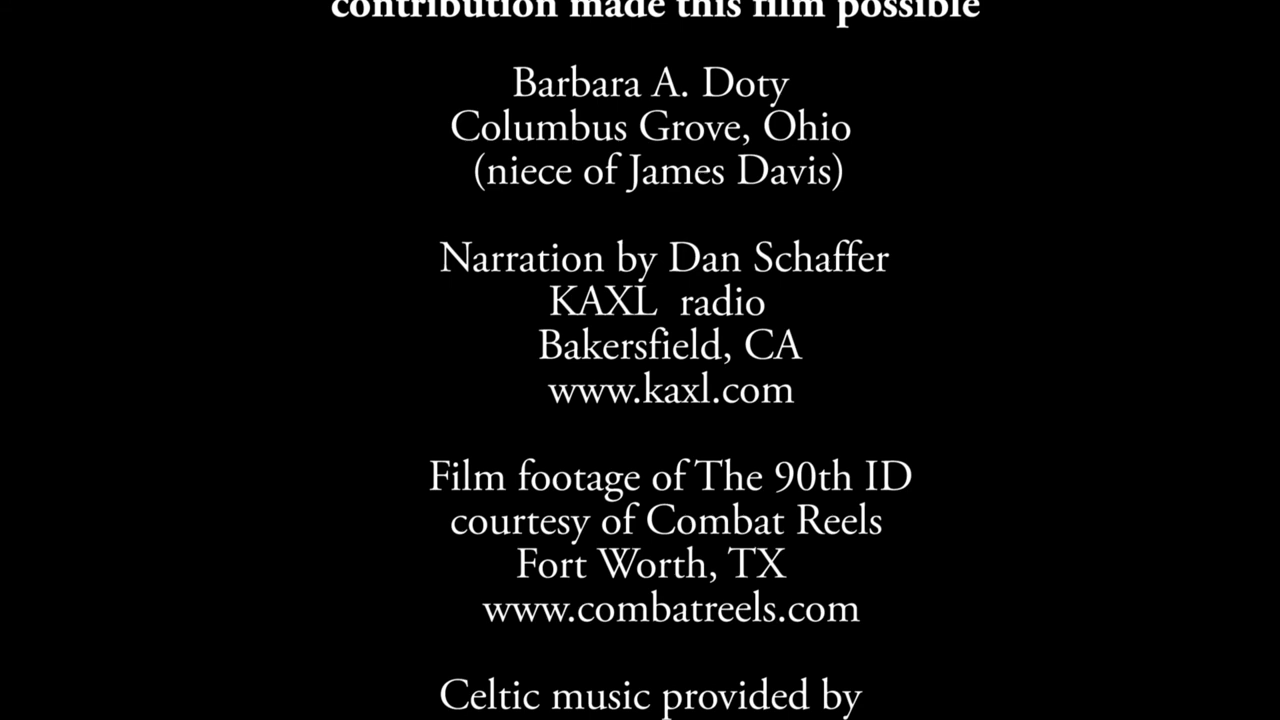 contribution made this film possible
Barbara A. Doty
Columbus Grove, Ohio
(niece of James Davis)
Narration by Dan Schaffer
KAXL radio
Bakersfield, CA
www.kaxl.com
Film footage of The 90th ID
courtesy of Combat Reels
Fort Worth, TX
www.combatreels.com
Celtic music provided by